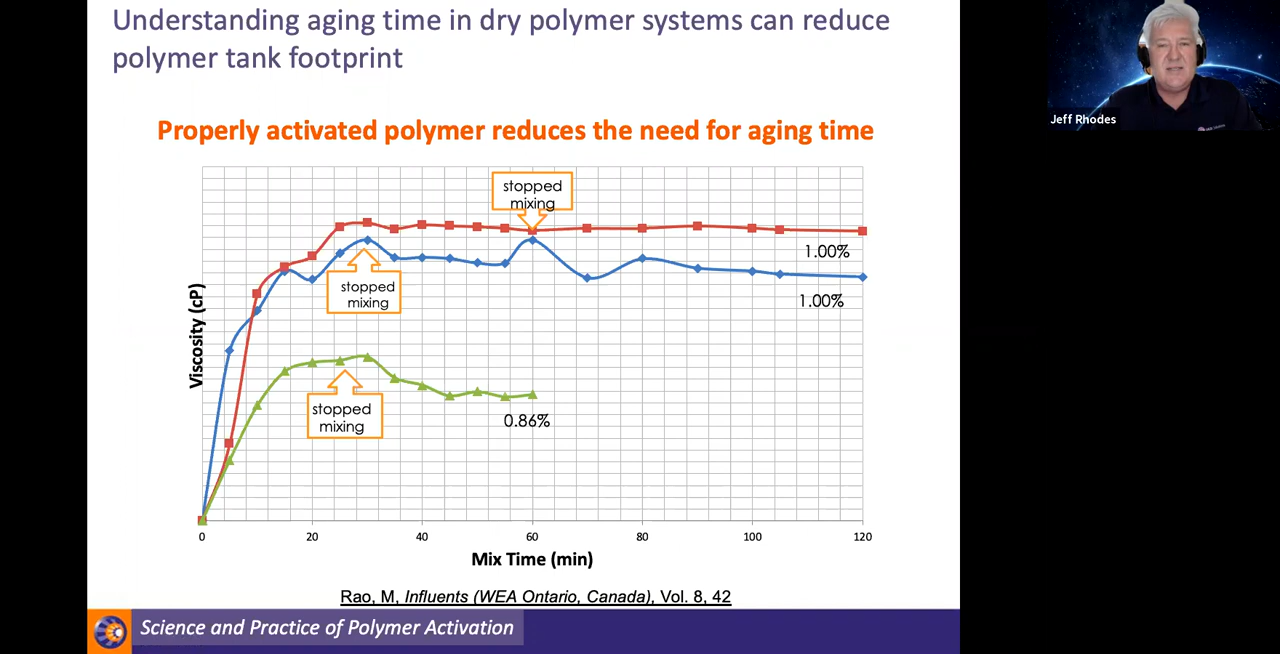 Understanding aging time in dry polymer systems can reduce
polymer tank footprint
Jeff Rhodes
Properly activated polymer reduces the need for aging time
stopped
mixing
1.00%
stopped
mixing
1.00%
Viscosity (cP)
stopped
mixing
0.86%
0 20 40 60 80 100 120
Mix Time (min)
Rao, M, Influents (WEA Ontario, Canada), Vol. 8, 42
Science and Practice of Polymer Activation